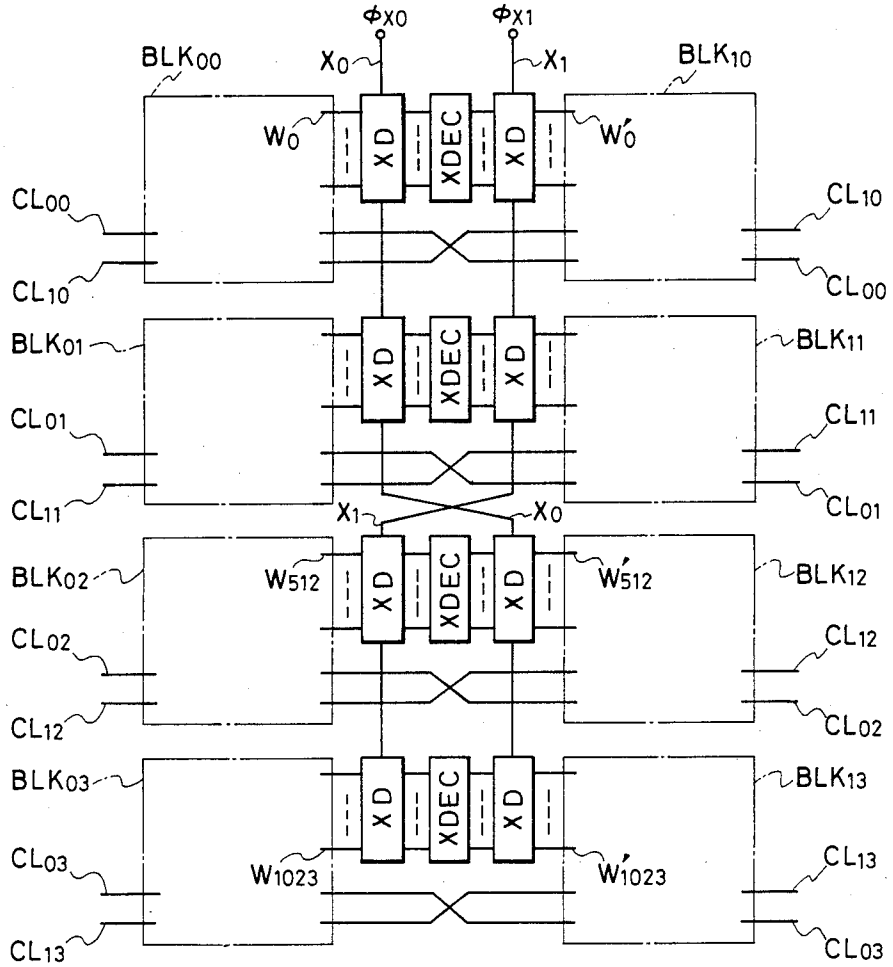 ϕX0 ϕX1
BLK00 X0 X1 BLK10
W0 XD XDEC XD W'0
CL00 CL10
CL10 CL00
BLK01 XD XDEC XD BLK11
CL01 CL11
CL11 X1 X0 CL01
BLK02 W512 XD XDEC XD W'512 BLK12
CL02 CL12
CL12 CL02
BLK03 XD XDEC XD BLK13
CL03 W1023 W'1023 CL13
CL13 CL03